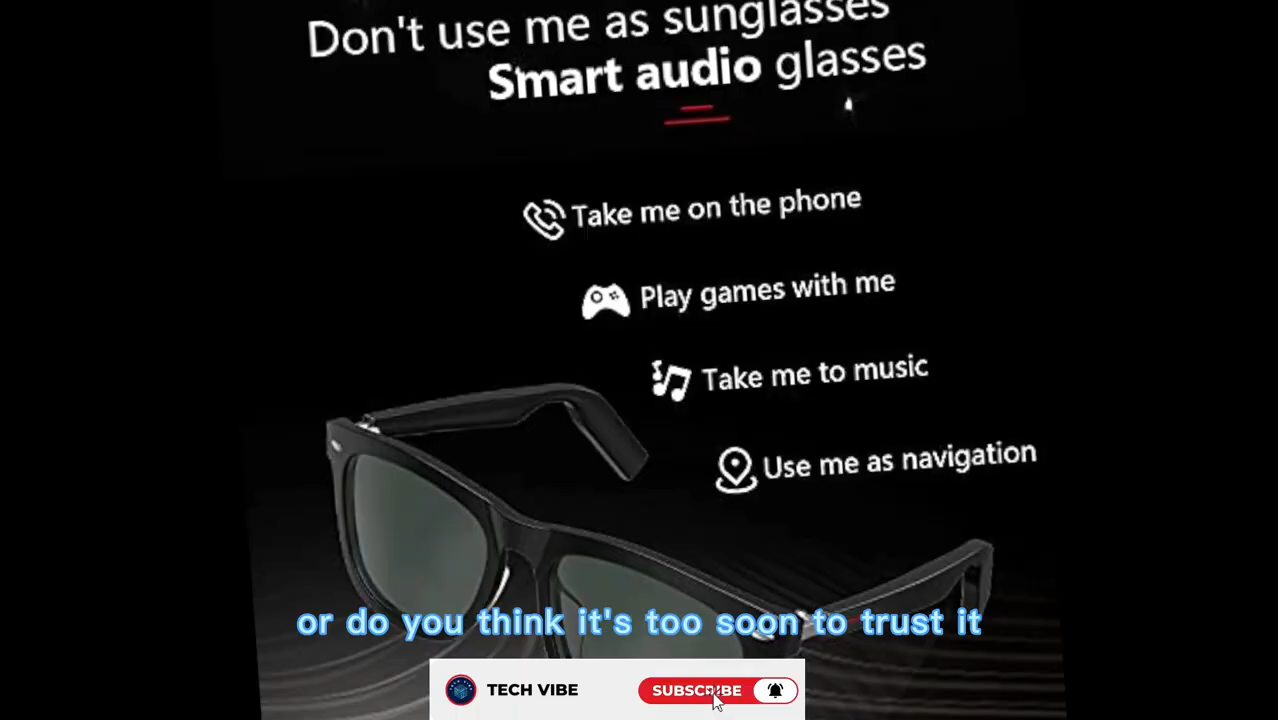 Don't use me as sunglasses
Smart audio glasses
Take me on the phone
Play games with me
Take me to music
Use me as navigation
or do you think it's too soon to trust it
TECH VIBE
SUBSCRIBE